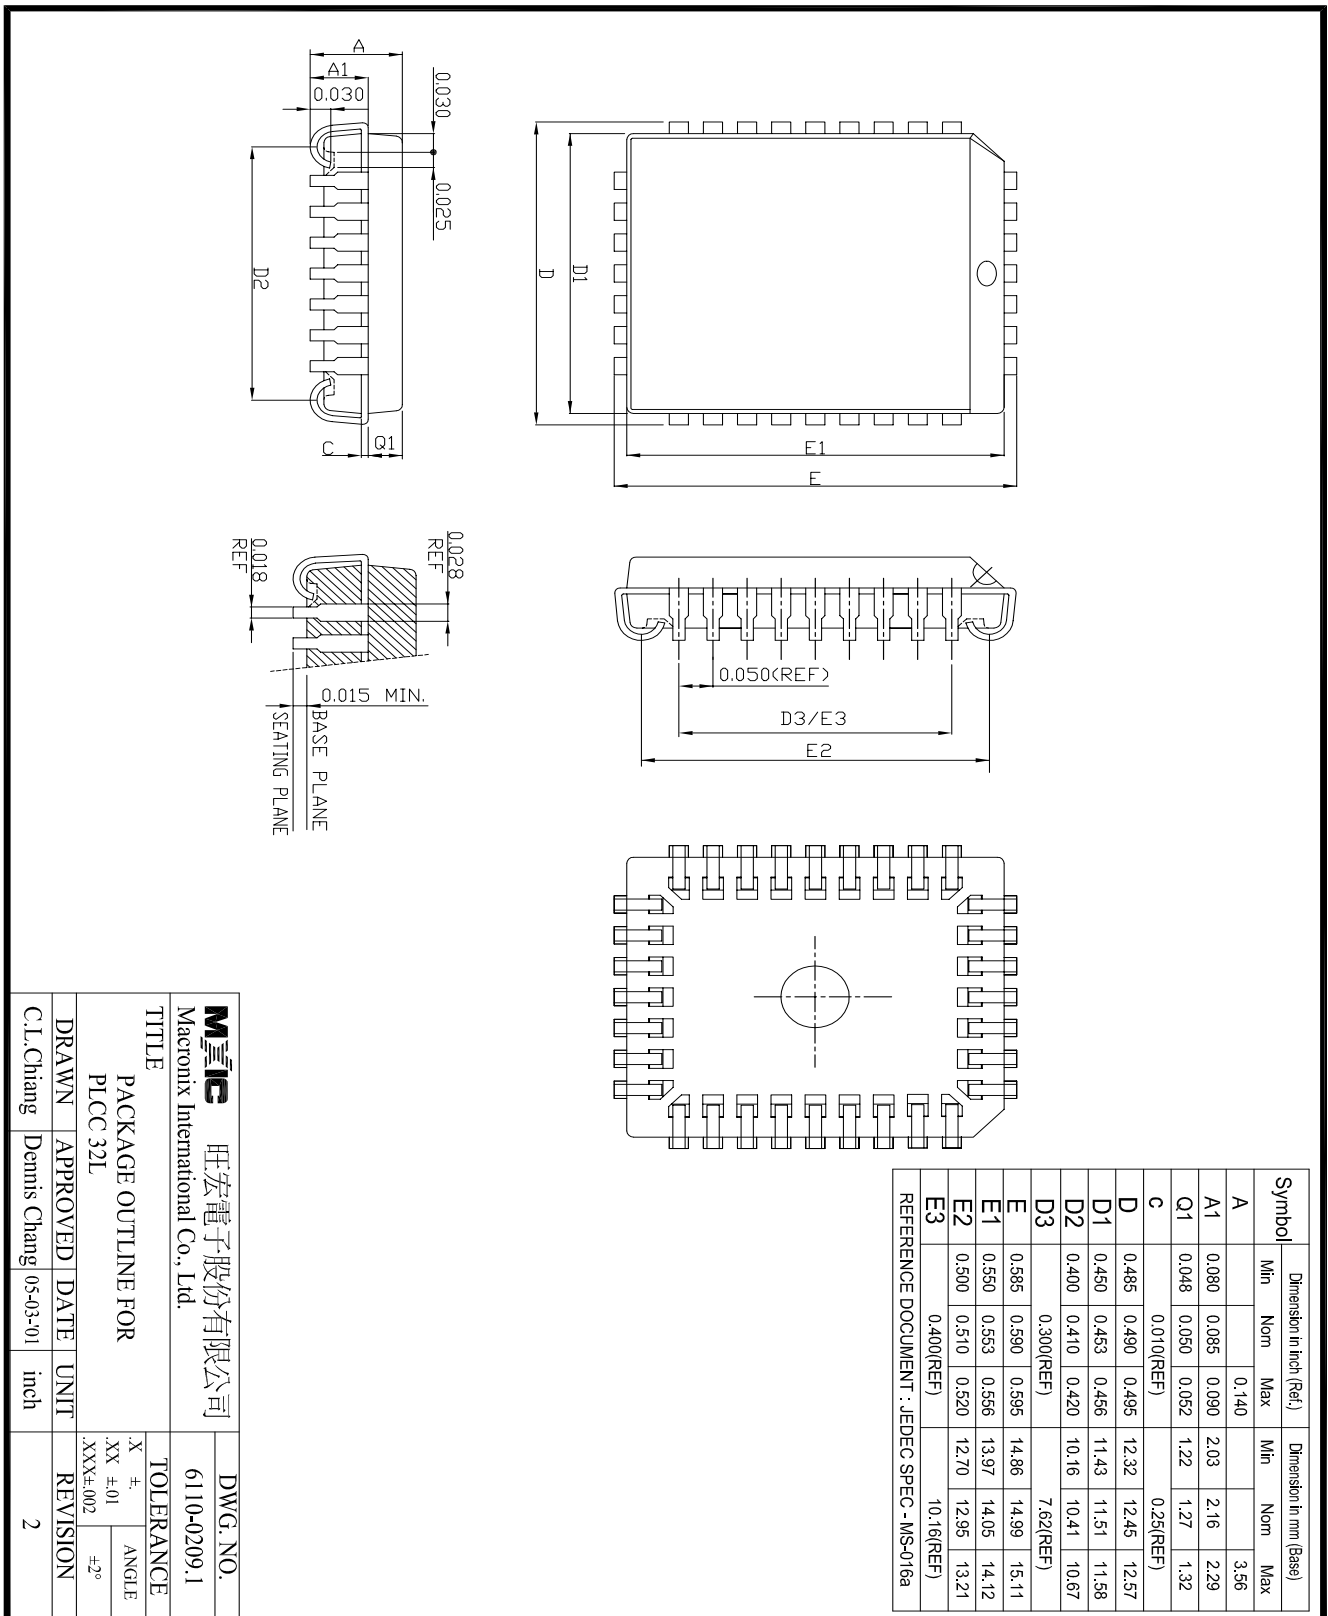 A
A1
0.030
0.030
0.025
D2
C
Q1
D
D1
E1
E
0.018
REF
0.028
REF
0.015 MIN.
BASE PLANE
SEATING PLANE
0.050(REF)
D3/E3
E2
Symbol Dimension in inch (Ref.) Dimension in mm (Base)
Min Nom Max Min Nom Max
A 0.140 3.56
A1 0.080 0.085 0.090 2.03 2.16 2.29
Q1 0.048 0.050 0.052 1.22 1.27 1.32
C 0.010(REF) 0.25(REF)
D 0.485 0.490 0.495 12.32 12.45 12.57
D1 0.450 0.453 0.456 11.43 11.51 11.58
D2 0.400 0.410 0.420 10.16 10.41 10.67
D3 0.300(REF) 7.62(REF)
E 0.585 0.590 0.595 14.86 14.99 15.11
E1 0.550 0.553 0.556 13.97 14.05 14.12
E2 0.500 0.510 0.520 12.70 12.95 13.21
E3 0.400(REF) 10.16(REF)
REFERENCE DOCUMENT : JEDEC SPEC - MS-016a
MXIC 旺宏電子股份有限公司
Macronix International Co., Ltd.
DWG. NO.
6110-0209.1
TITLE
PACKAGE OUTLINE FOR
PLCC 32L
TOLERANCE
.X ±.
.XX ±.01
.XXX±.002
ANGLE
±2°
DRAWN APPROVED DATE UNIT REVISION
C.L.Chiang Dennis Chang 05-03-'01 inch 2